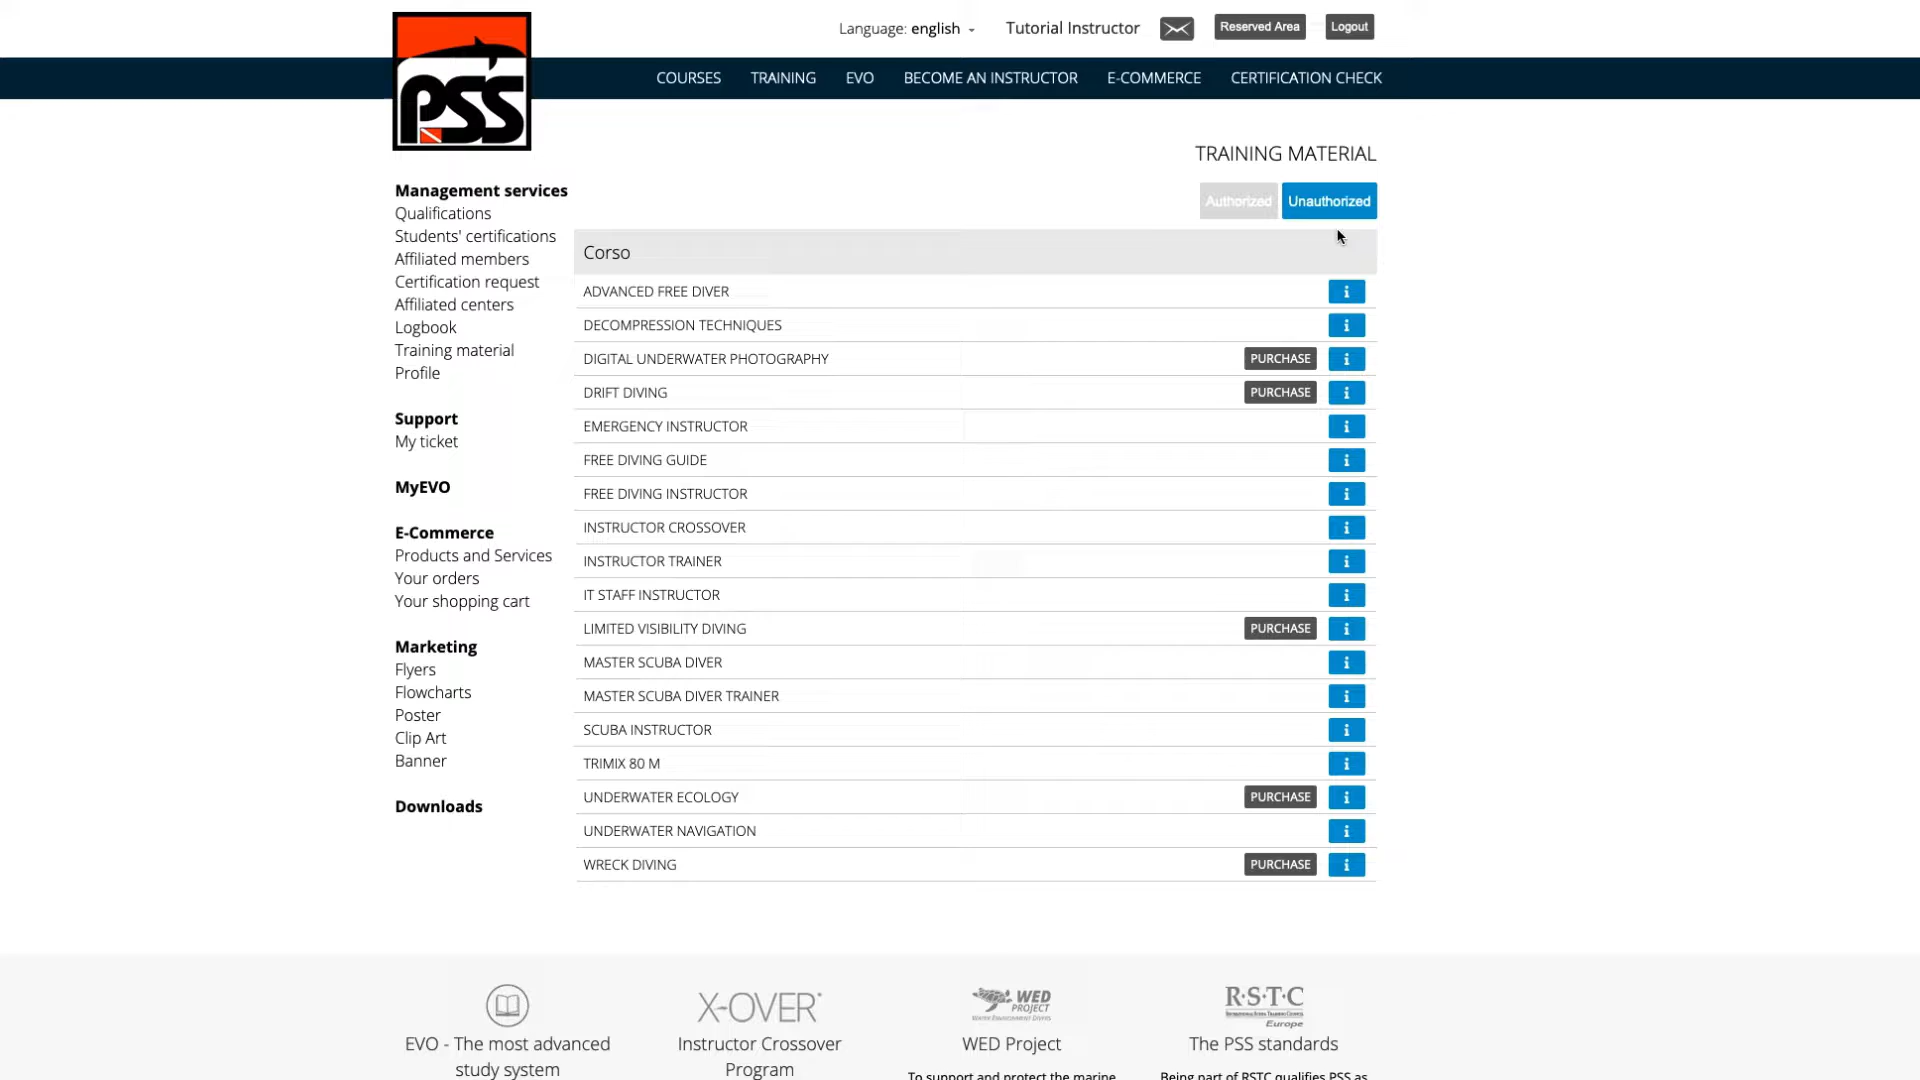 Language: english
Tutorial Instructor
Reserved Area
Logout
PSS
COURSES
TRAINING
EVO
BECOME AN INSTRUCTOR
E-COMMERCE
CERTIFICATION CHECK
TRAINING MATERIAL
Authorized
Unauthorized
Management services
Qualifications
Students' certifications
Affiliated members
Certification request
Affiliated centers
Logbook
Training material
Profile
Support
My ticket
MyEVO
E-Commerce
Products and Services
Your orders
Your shopping cart
Marketing
Flyers
Flowcharts
Poster
Clip Art
Banner
Downloads
Corso
ADVANCED FREE DIVER
DECOMPRESSION TECHNIQUES
DIGITAL UNDERWATER PHOTOGRAPHY PURCHASE
DRIFT DIVING PURCHASE
EMERGENCY INSTRUCTOR
FREE DIVING GUIDE
FREE DIVING INSTRUCTOR
INSTRUCTOR CROSSOVER
INSTRUCTOR TRAINER
IT STAFF INSTRUCTOR
LIMITED VISIBILITY DIVING PURCHASE
MASTER SCUBA DIVER
MASTER SCUBA DIVER TRAINER
SCUBA INSTRUCTOR
TRIMIX 80 M
UNDERWATER ECOLOGY PURCHASE
UNDERWATER NAVIGATION
WRECK DIVING PURCHASE
EVO - The most advanced
study system
X-OVER
Instructor Crossover
Program
WED
PROJECT
WED Project
To support and protect the marine
R·S·T·C
Europe
The PSS standards
Being part of RSTC qualifies PSS as